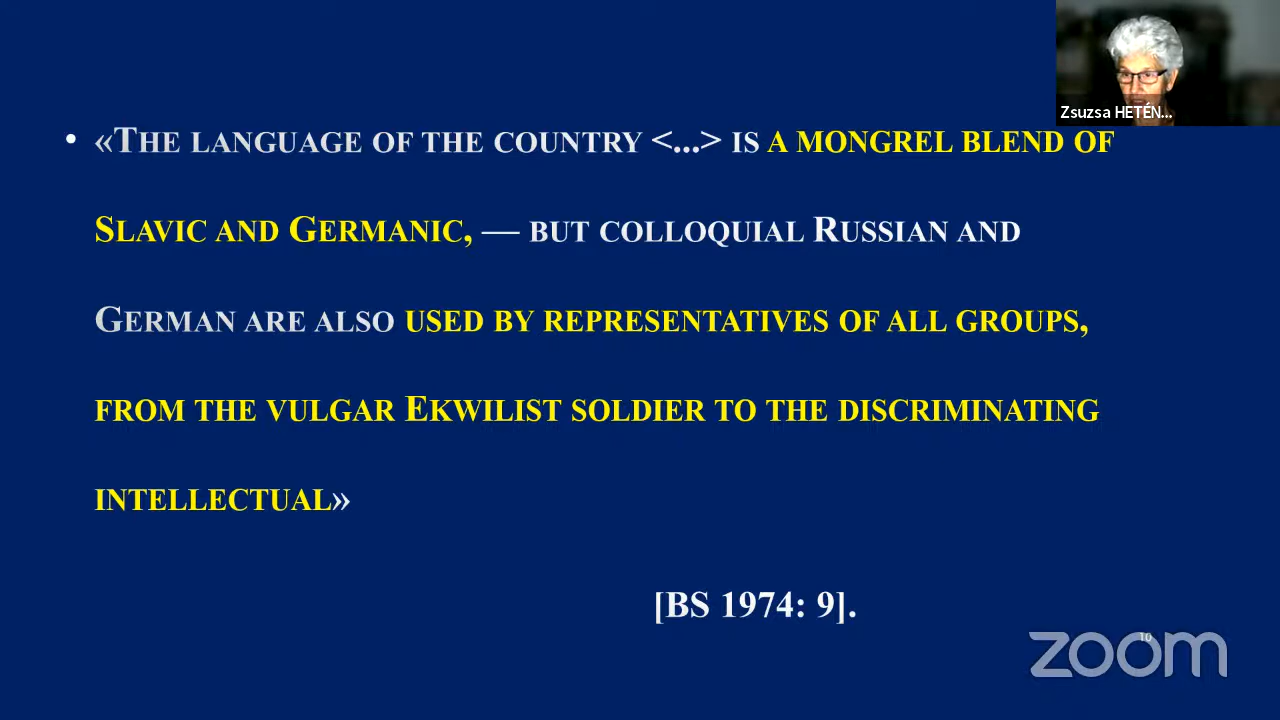 Zsuzsa HETÉN...
• «The language of the country <...> is a mongrel blend of
Slavic and Germanic, — but colloquial Russian and
German are also used by representatives of all groups,
from the vulgar Ekwilist soldier to the discriminating
intellectual»
[BS 1974: 9].
10
zoom